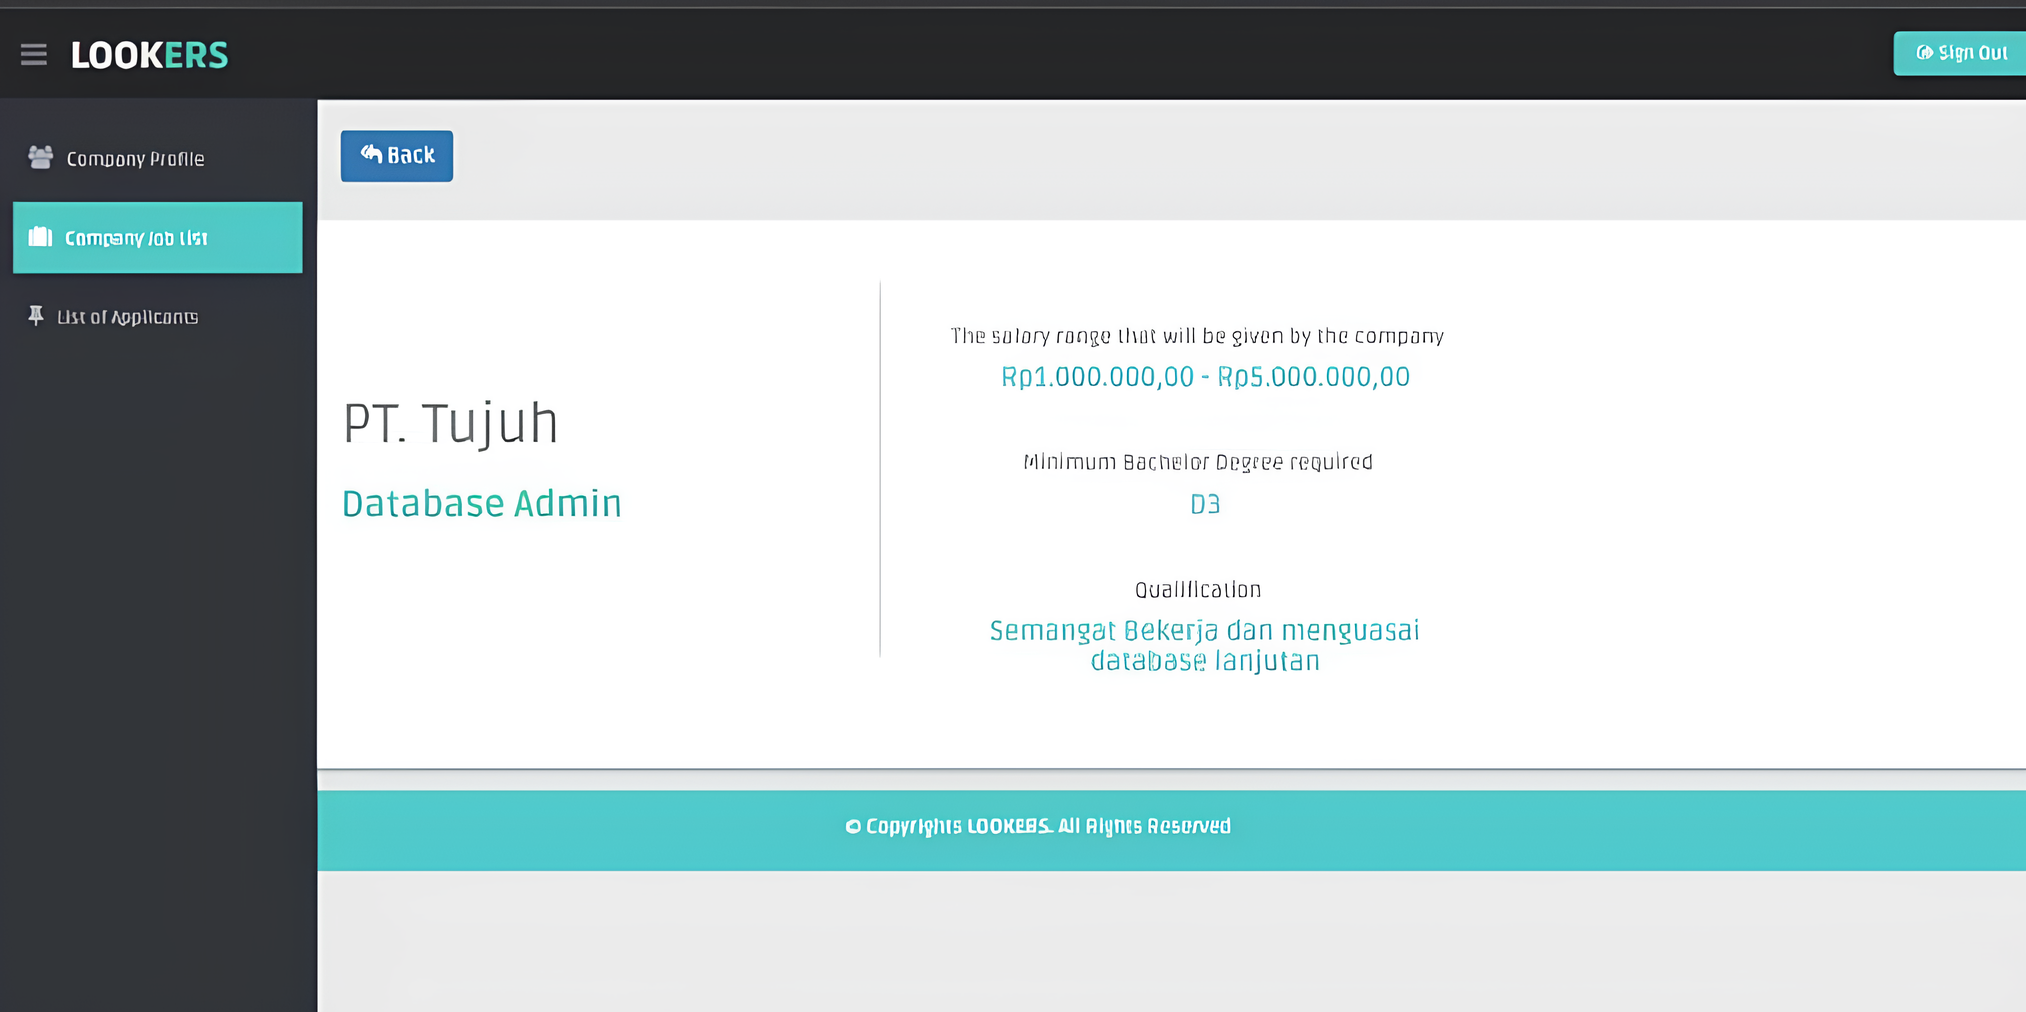 LOOKERS
Sign Out
Company Profile
Company Job List
List of Applicants
Back
PT. Tujuh
Database Admin
The salary range that will be given by the company
Rp1.000.000,00 - Rp5.000.000,00
Minimum Bachelor Degree required
D3
Qualification
Semangat Bekerja dan menguasai
database lanjutan
© Copyrights LOOKERS. All Rights Reserved